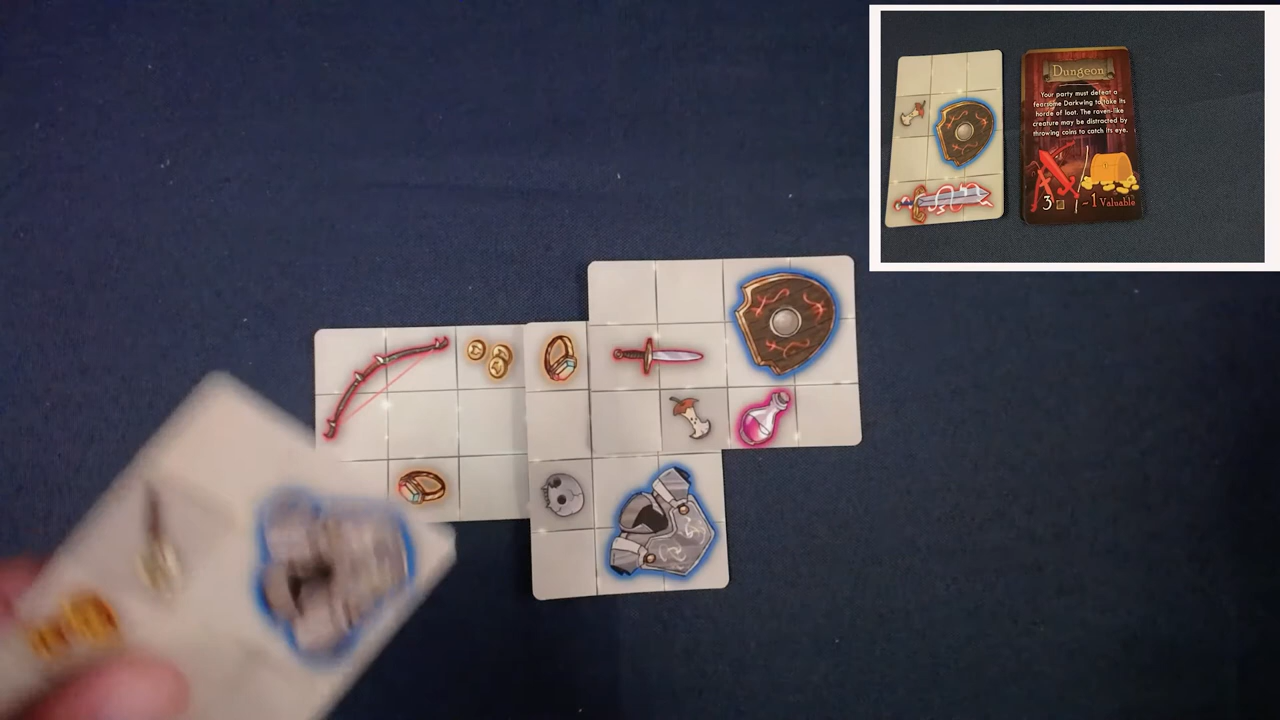 Dungeon
Your party must defeat a
fearsome Darkwing to take its
horde of loot. The raven-like
creature may be distracted by
throwing coins to catch its eye.
3
-1 Valuable